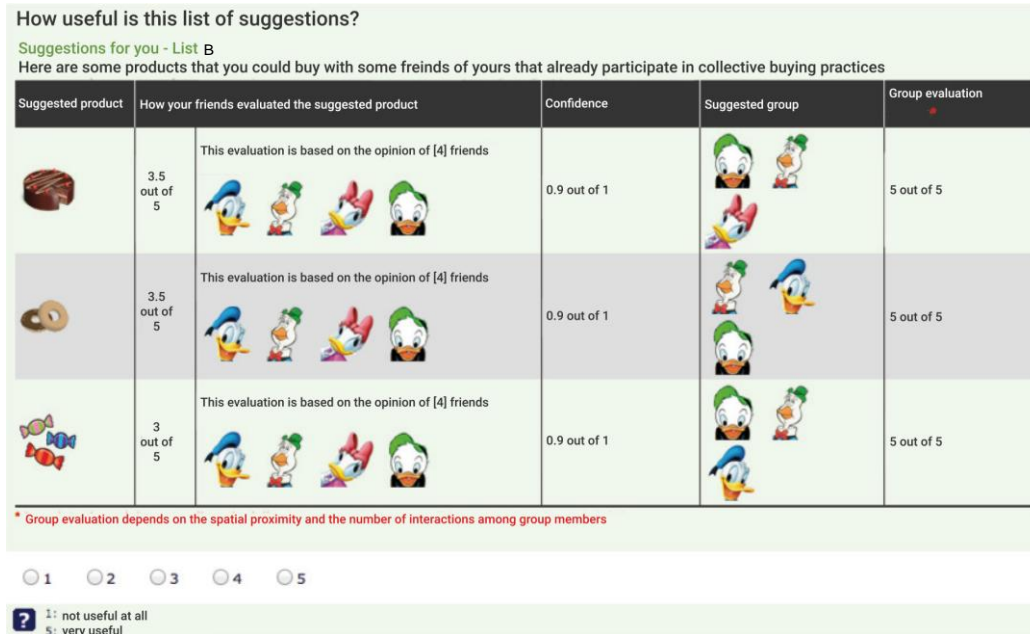 How useful is this list of suggestions?
Suggestions for you - List B
Here are some products that you could buy with some freinds of yours that already participate in collective buying practices
Suggested product How your friends evaluated the suggested product Confidence Suggested group Group evaluation
*
This evaluation is based on the opinion of [4] friends
3.5
out of
5
0.9 out of 1
5 out of 5
This evaluation is based on the opinion of [4] friends
3.5
out of
5
0.9 out of 1
5 out of 5
This evaluation is based on the opinion of [4] friends
3
out of
5
0.9 out of 1
5 out of 5
* Group evaluation depends on the spatial proximity and the number of interactions among group members
1 2 3 4 5
? 1: not useful at all
5: very useful